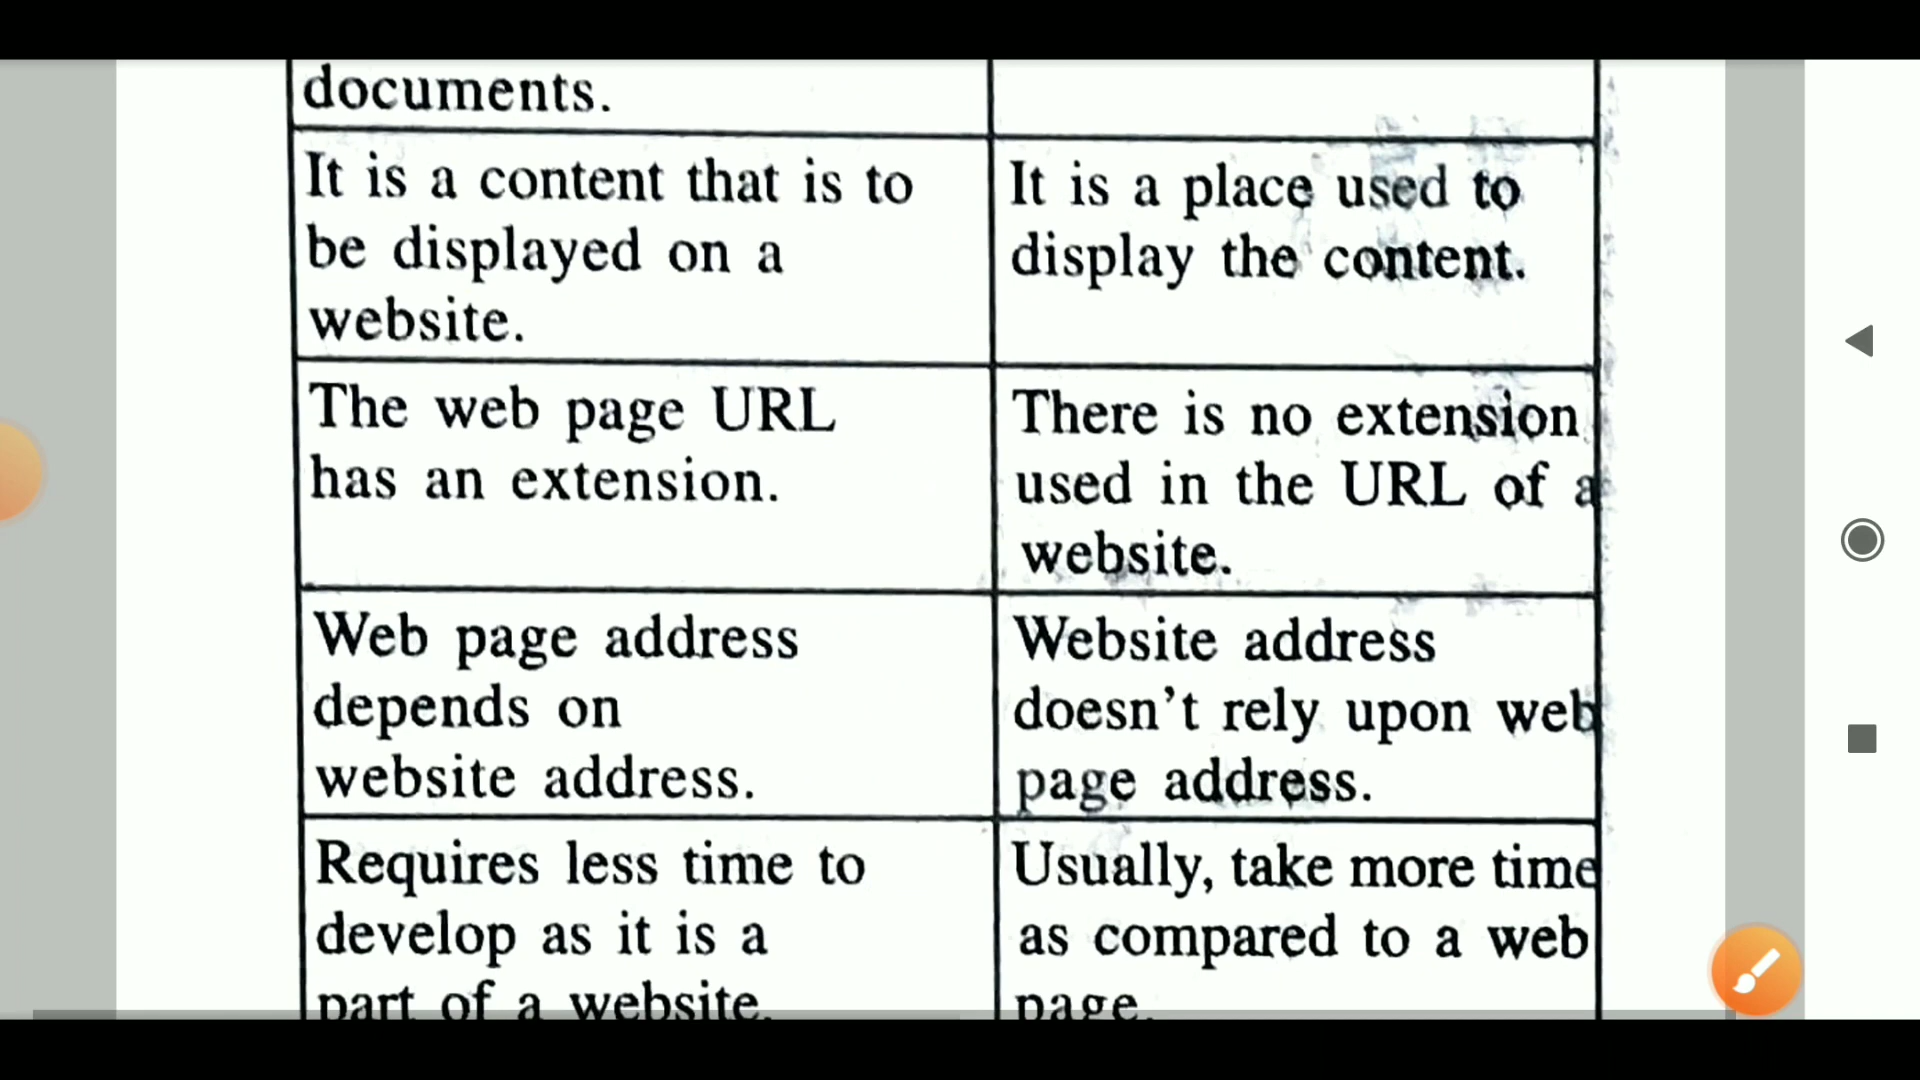 documents.
It is a content that is to
be displayed on a
website.
It is a place used to
display the content.
The web page URL
has an extension.
There is no extension
used in the URL of a
website.
Web page address
depends on
website address.
Website address
doesn't rely upon web
page address.
Requires less time to
develop as it is a
part of a website.
Usually, take more time
as compared to a web
page.